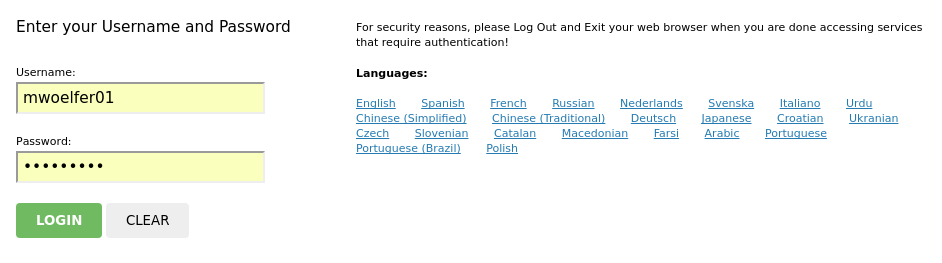 Enter your Username and Password
Username:
mwoelfer01
Password:
•••••••••
LOGIN CLEAR
For security reasons, please Log Out and Exit your web browser when you are done accessing services
that require authentication!
Languages:
English Spanish French Russian Nederlands Svenska Italiano Urdu
Chinese (Simplified) Chinese (Traditional) Deutsch Japanese Croatian Ukranian
Czech Slovenian Catalan Macedonian Farsi Arabic Portuguese
Portuguese (Brazil) Polish